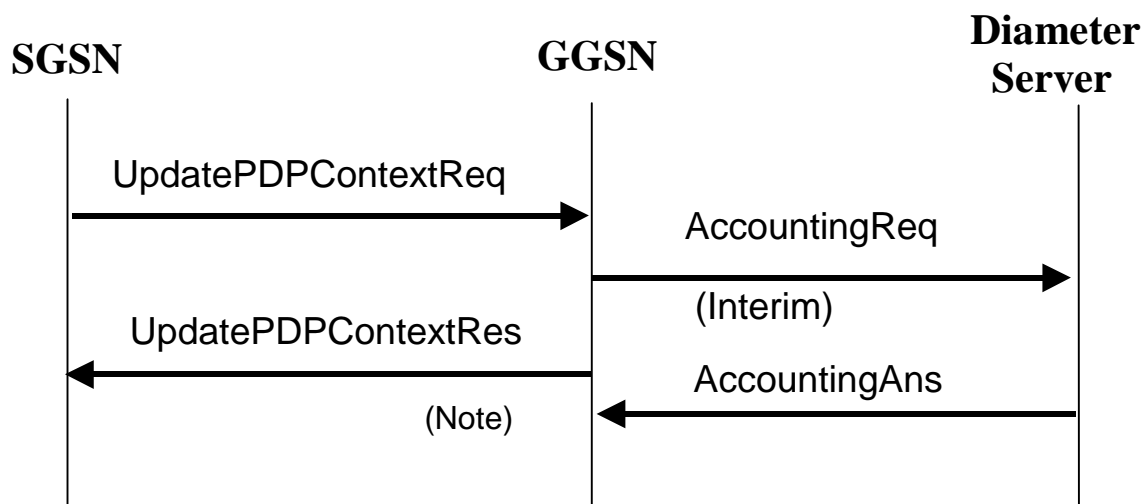 SGSN
GGSN
Diameter
Server
UpdatePDPContextReq
AccountingReq
(Interim)
UpdatePDPContextRes
AccountingAns
(Note)